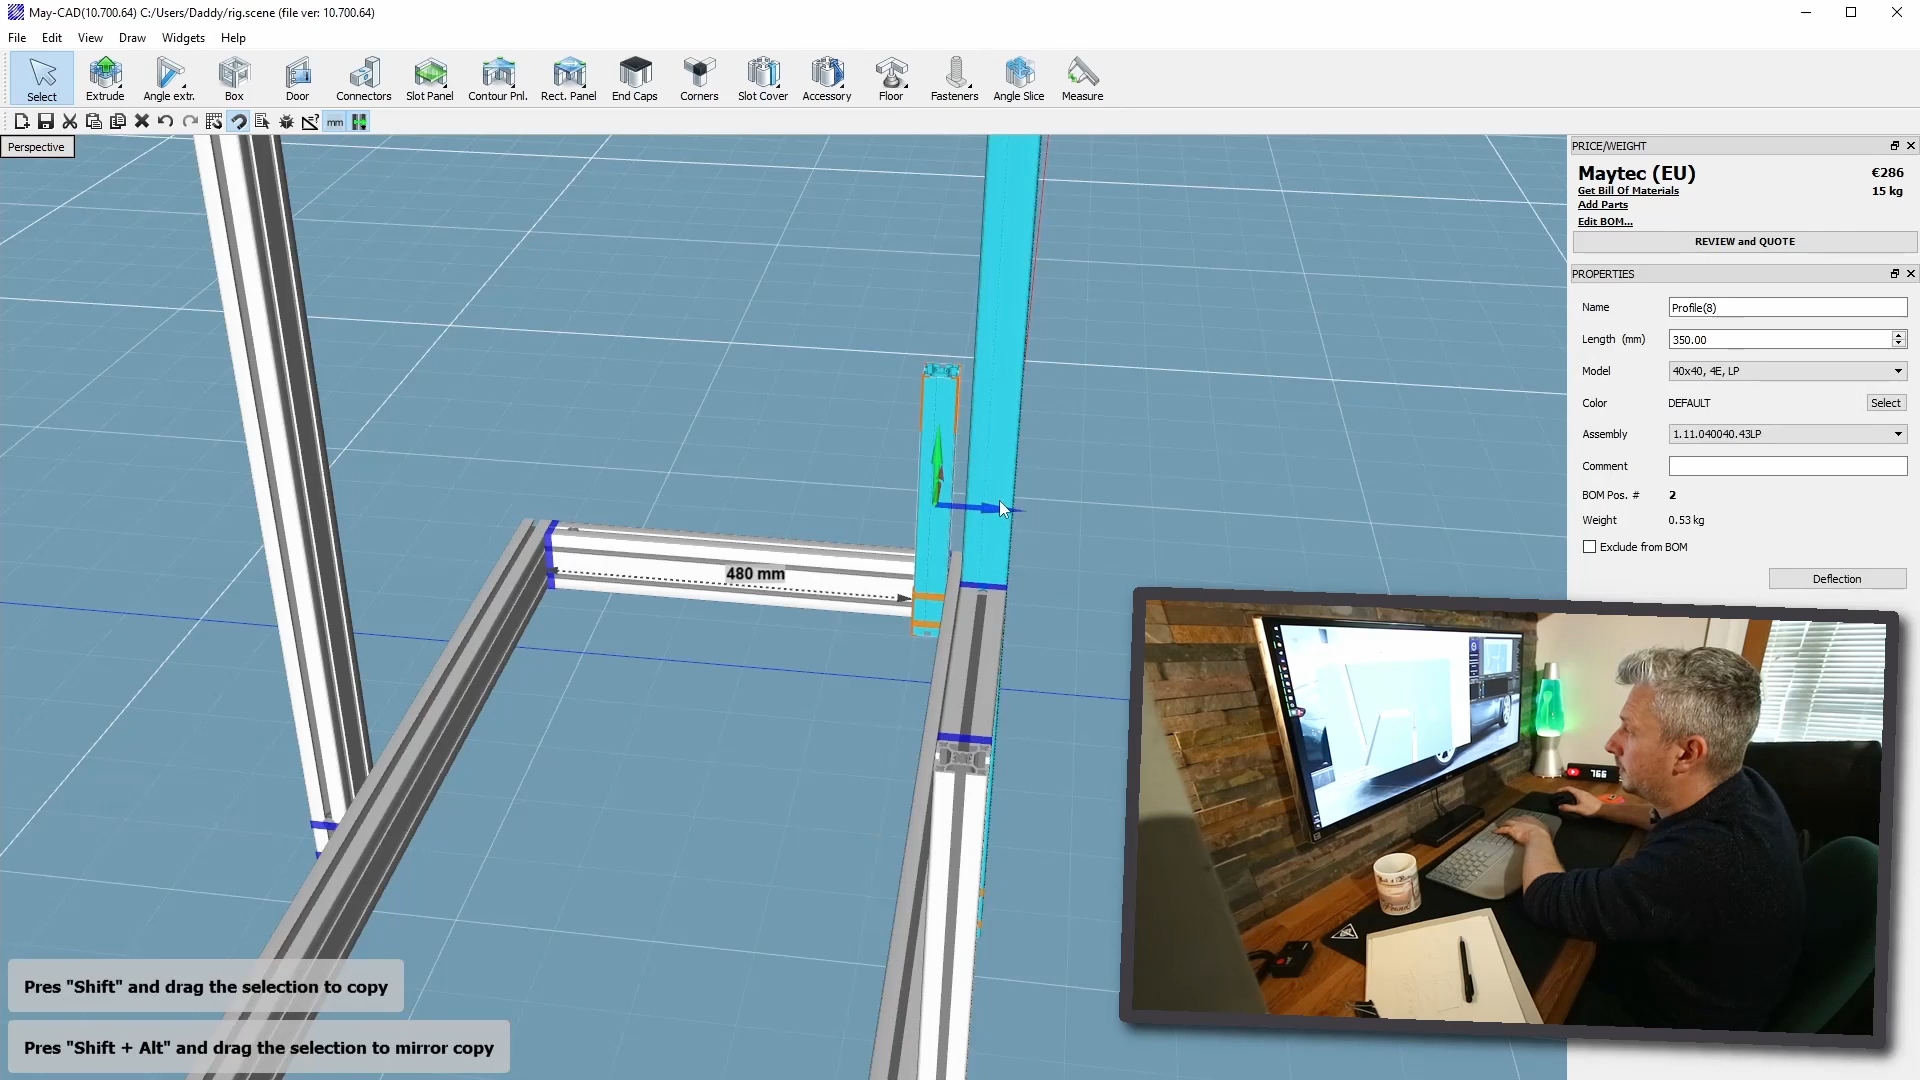 May-CAD(10.700.64) C:/Users/Daddy/rig.scene (file ver: 10.700.64)
File Edit View Draw Widgets Help
Select Extrude Angle extr. Box Door Connectors Slot Panel Contour Pnl. Rect. Panel End Caps Corners Slot Cover Accessory Floor Fasteners Angle Slice Measure
mm
Perspective
480 mm
Pres "Shift" and drag the selection to copy
Pres "Shift + Alt" and drag the selection to mirror copy
PRICE/WEIGHT
Maytec (EU) €286
Get Bill Of Materials 15 kg
Add Parts
Edit BOM...
REVIEW and QUOTE
PROPERTIES
Name Profile(8)
Length (mm) 350.00
Model 40x40, 4E, LP
Color DEFAULT Select
Assembly 1.11.040040.43LP
Comment
BOM Pos. # 2
Weight 0.53 kg
Exclude from BOM
Deflection
766